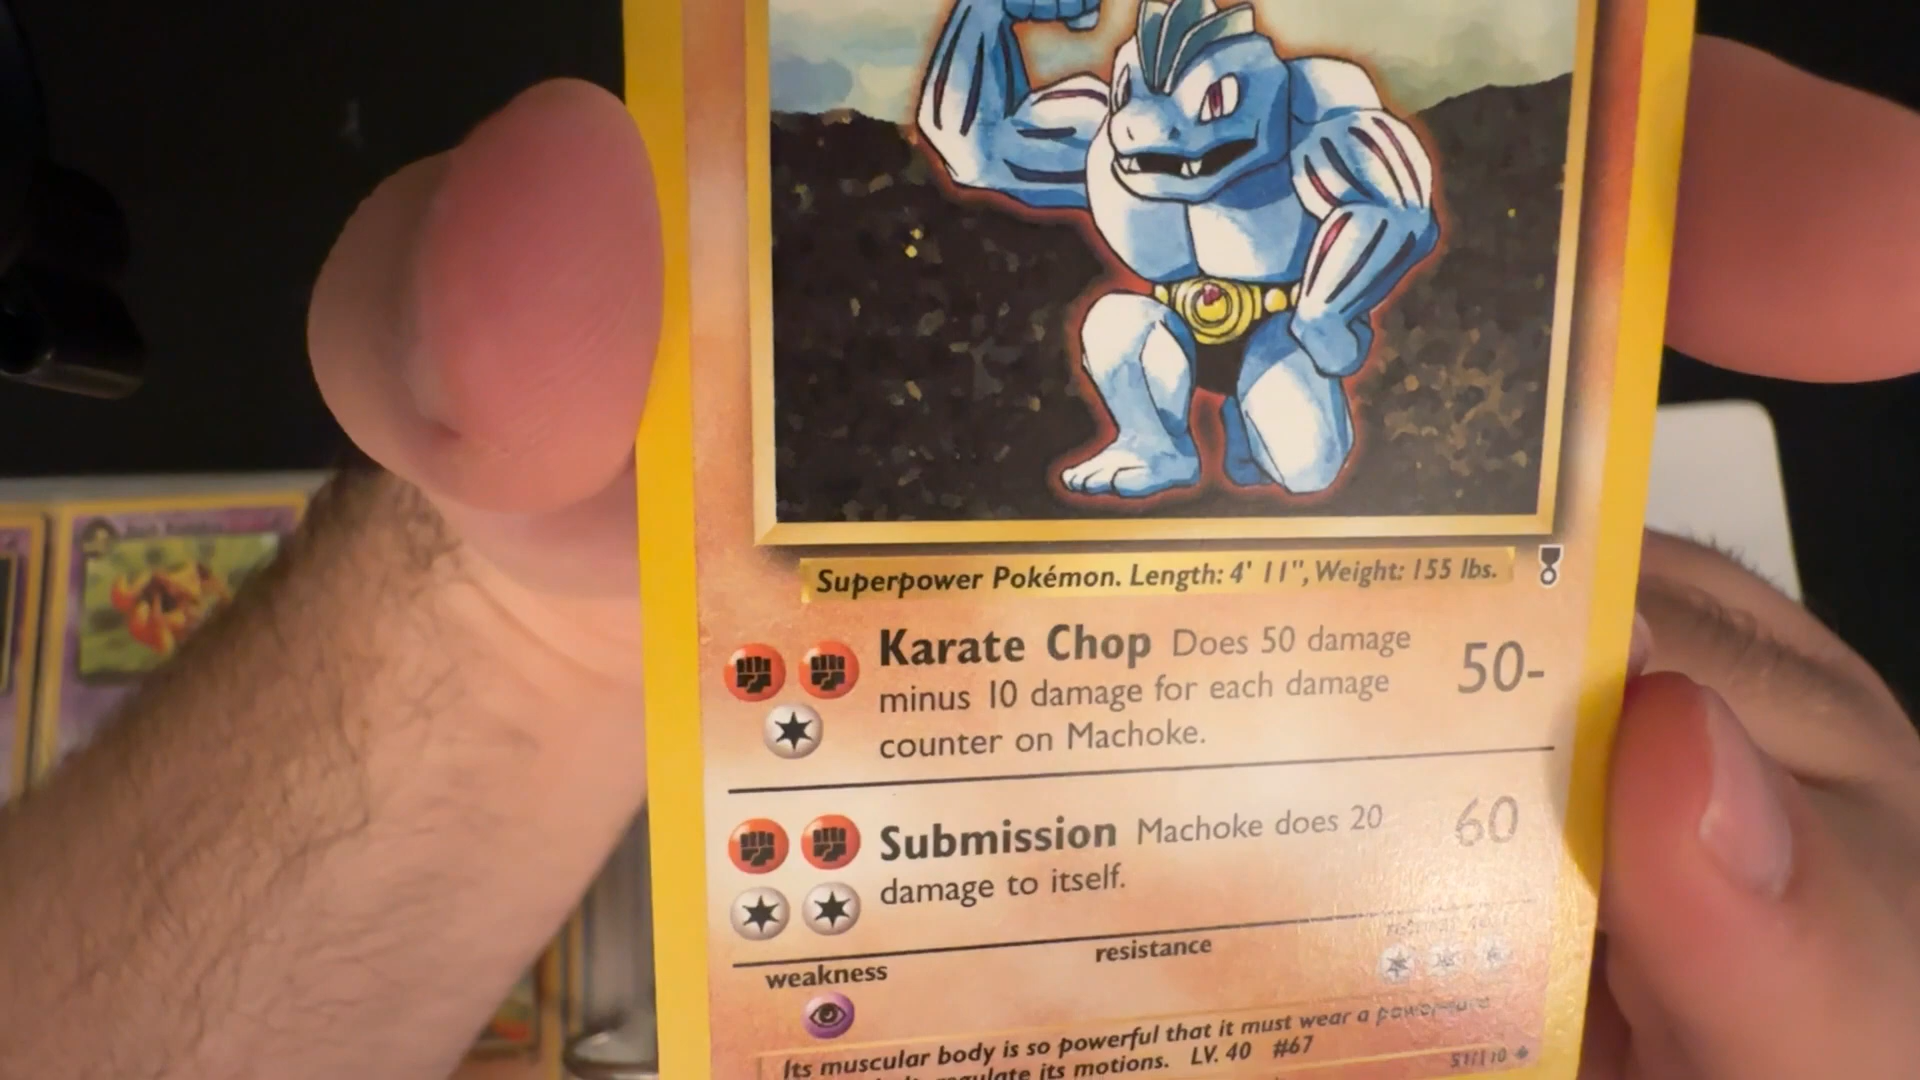 Superpower Pokémon. Length: 4' 11", Weight: 155 lbs.
Karate Chop Does 50 damage
minus 10 damage for each damage
counter on Machoke.
50-
Submission Machoke does 20
damage to itself.
60
weakness
resistance
Its muscular body is so powerful that it must wear a power-save
its motions. LV. 40 #67
51/110